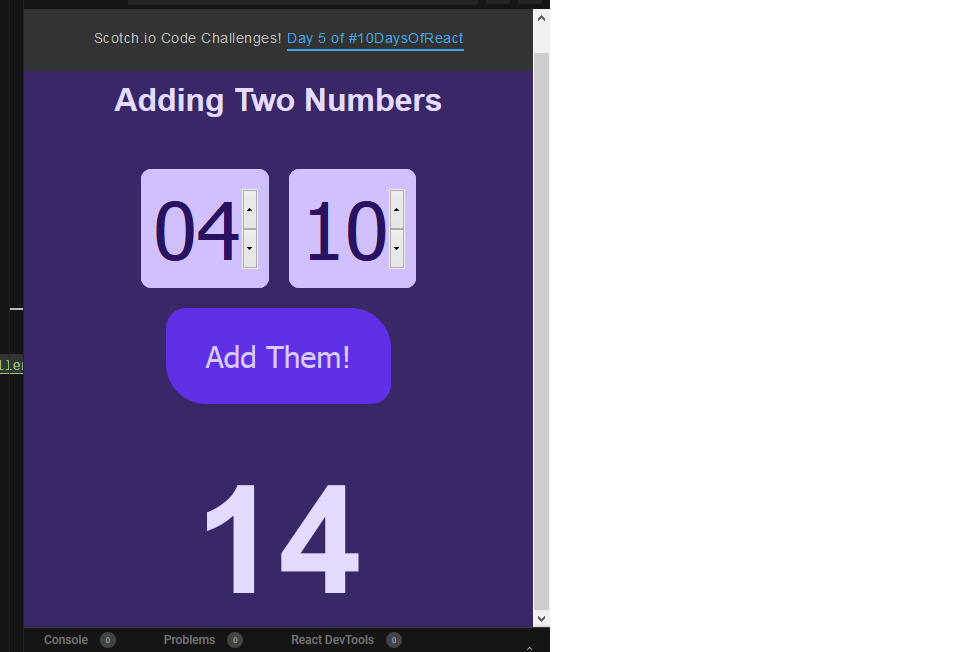 Scotch.io Code Challenges! Day 5 of #10DaysOfReact
Adding Two Numbers
04 10
Add Them!
ller
14
Console 0 Problems 0 React DevTools 0